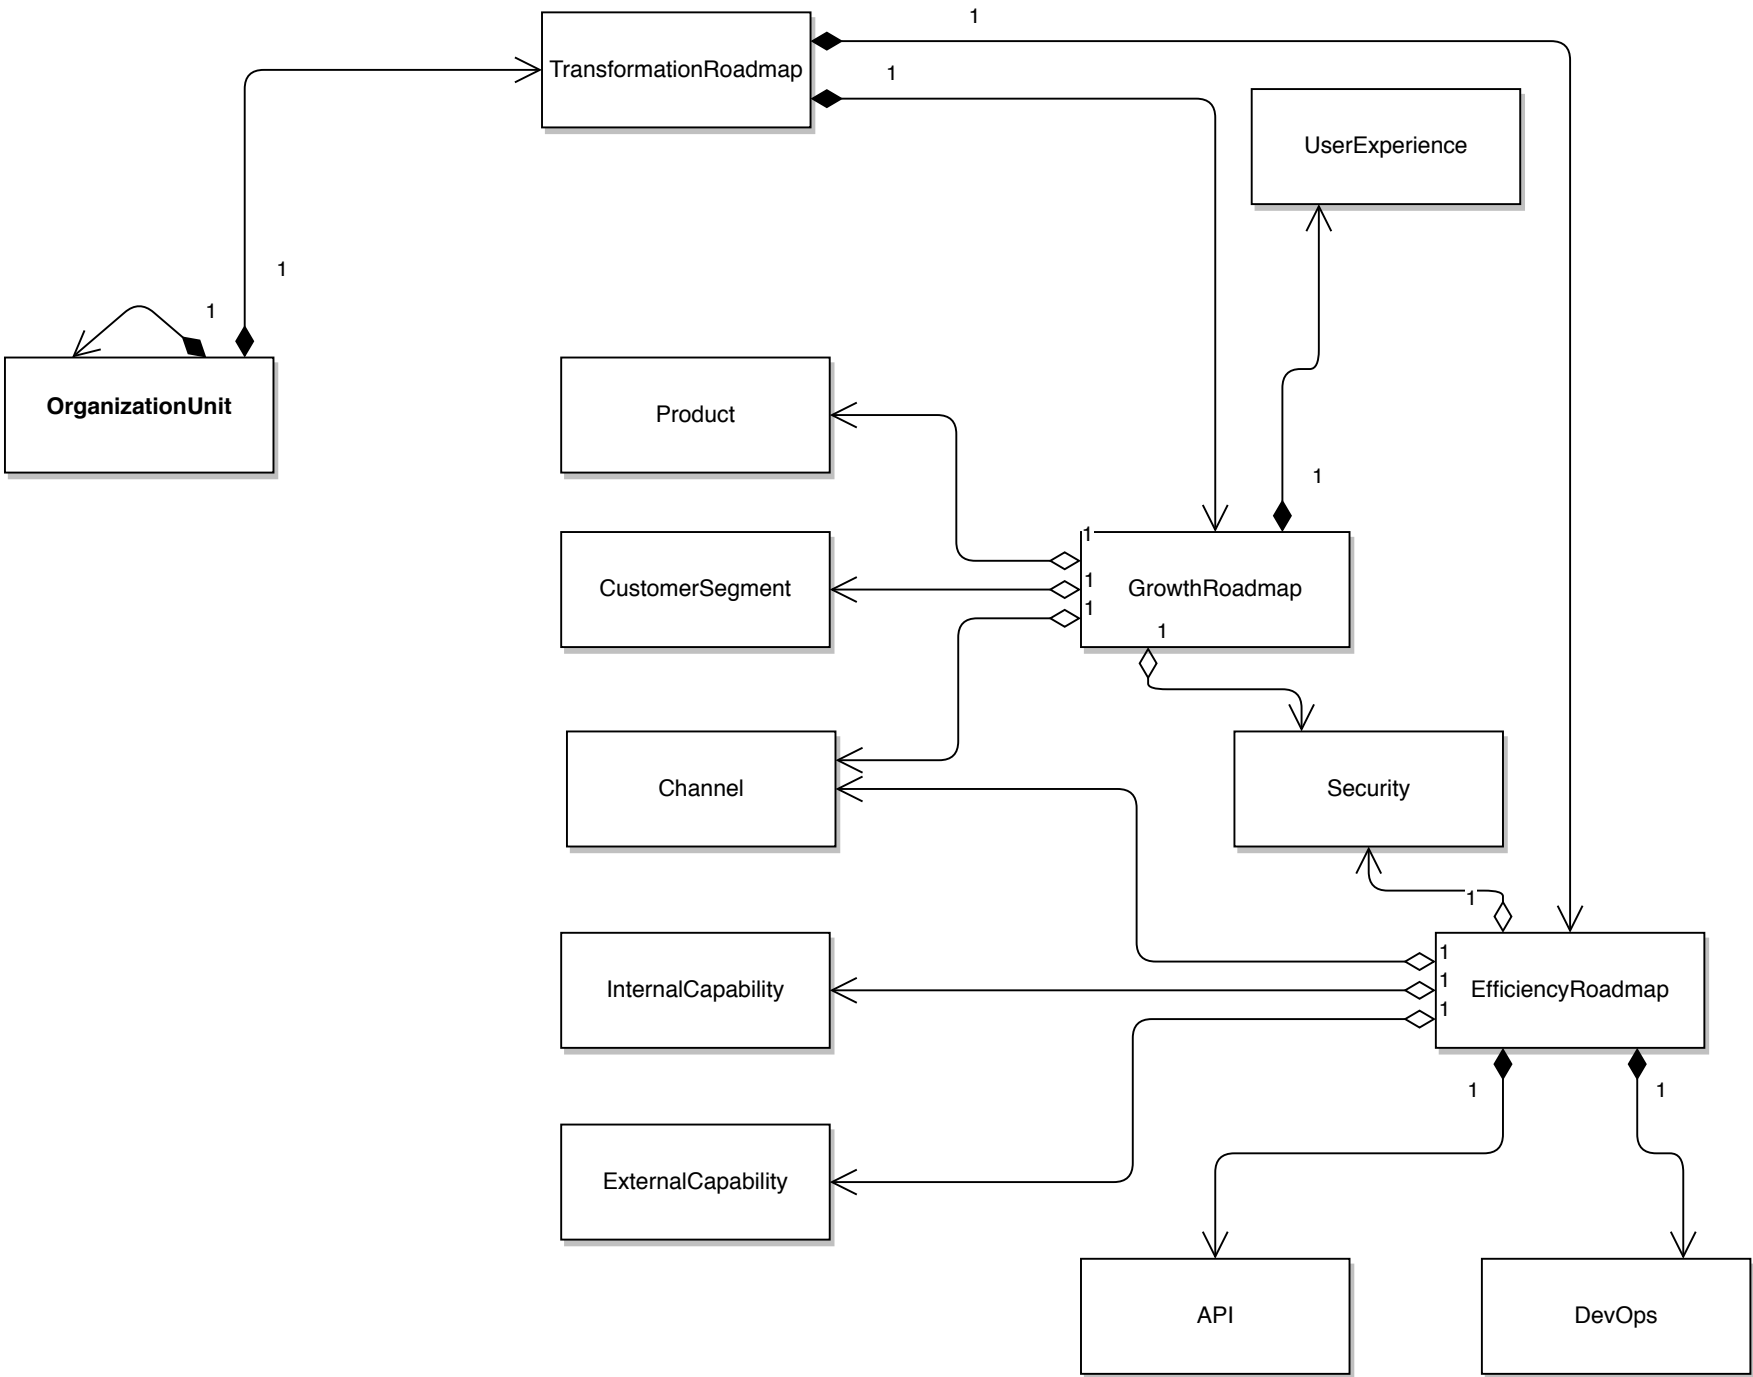 1
TransformationRoadmap
1
UserExperience
1
1
OrganizationUnit
Product
1
1
CustomerSegment
1
GrowthRoadmap
1
1
Channel
Security
1
1
InternalCapability
1
EfficiencyRoadmap
1
1
1
ExternalCapability
API
DevOps